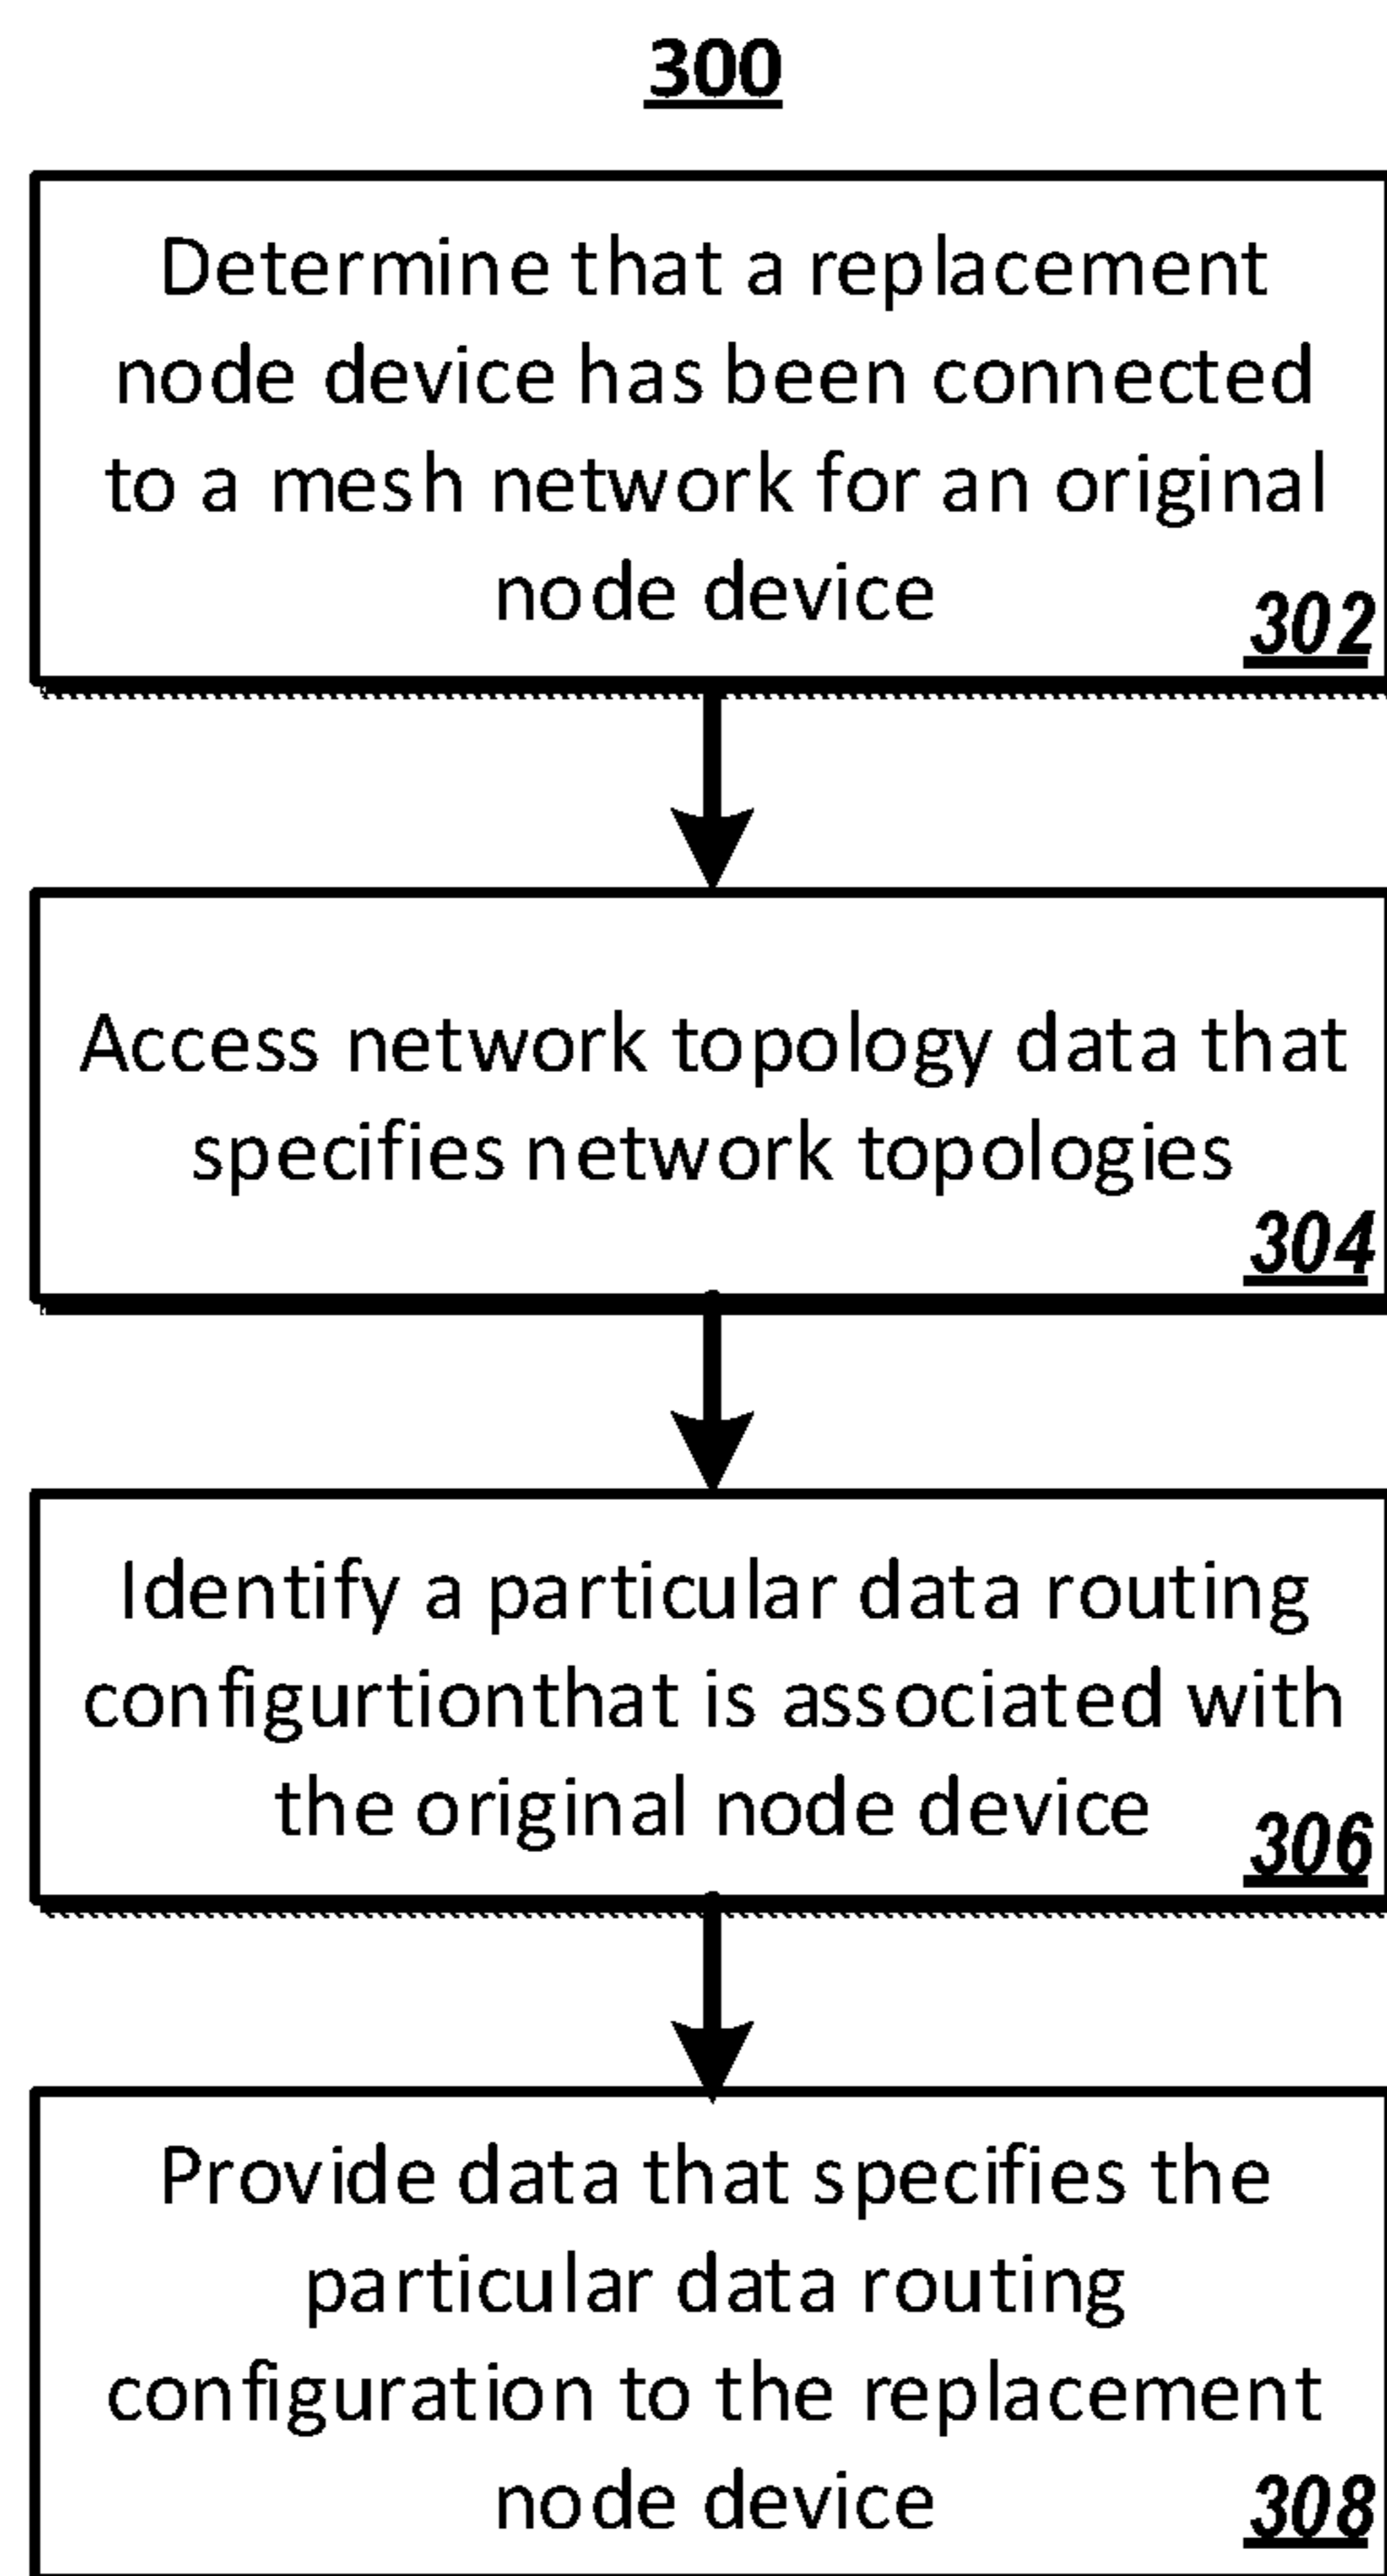 300
Determine that a replacement
node device has been connected
to a mesh network for an original
node device
302
Access network topology data that
specifies network topologies
304
Identify a particular data routing
configurtionthat is associated with
the original node device
306
Provide data that specifies the
particular data routing
configuration to the replacement
node device
308